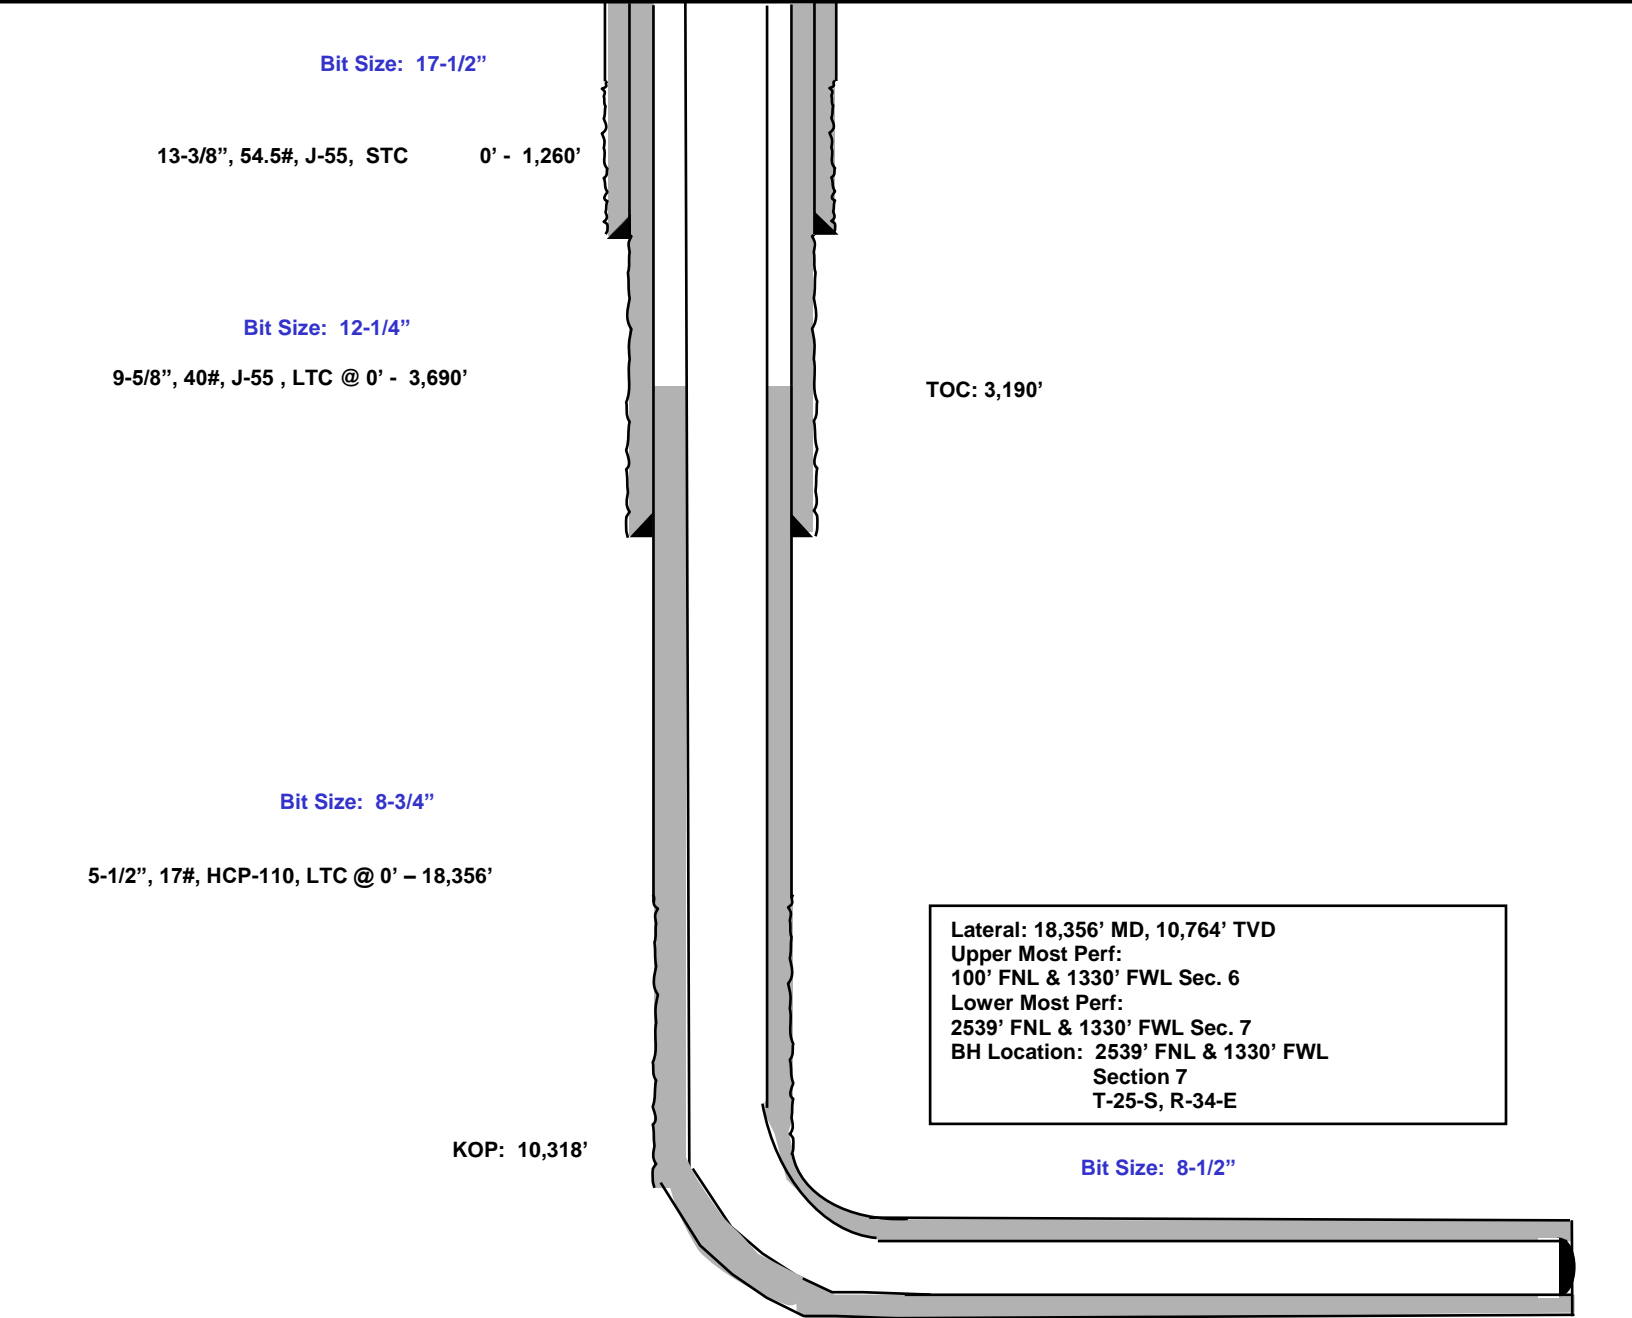 Bit Size: 17-1/2”
13-3/8”, 54.5#, J-55, STC 0’ - 1,260’
Bit Size: 12-1/4”
9-5/8”, 40#, J-55 , LTC @ 0’ - 3,690’
TOC: 3,190’
Bit Size: 8-3/4”
5-1/2”, 17#, HCP-110, LTC @ 0’ – 18,356’
Lateral: 18,356’ MD, 10,764’ TVD
Upper Most Perf:
100’ FNL & 1330’ FWL Sec. 6
Lower Most Perf:
2539’ FNL & 1330’ FWL Sec. 7
BH Location: 2539’ FNL & 1330’ FWL
Section 7
T-25-S, R-34-E
KOP: 10,318’
Bit Size: 8-1/2”